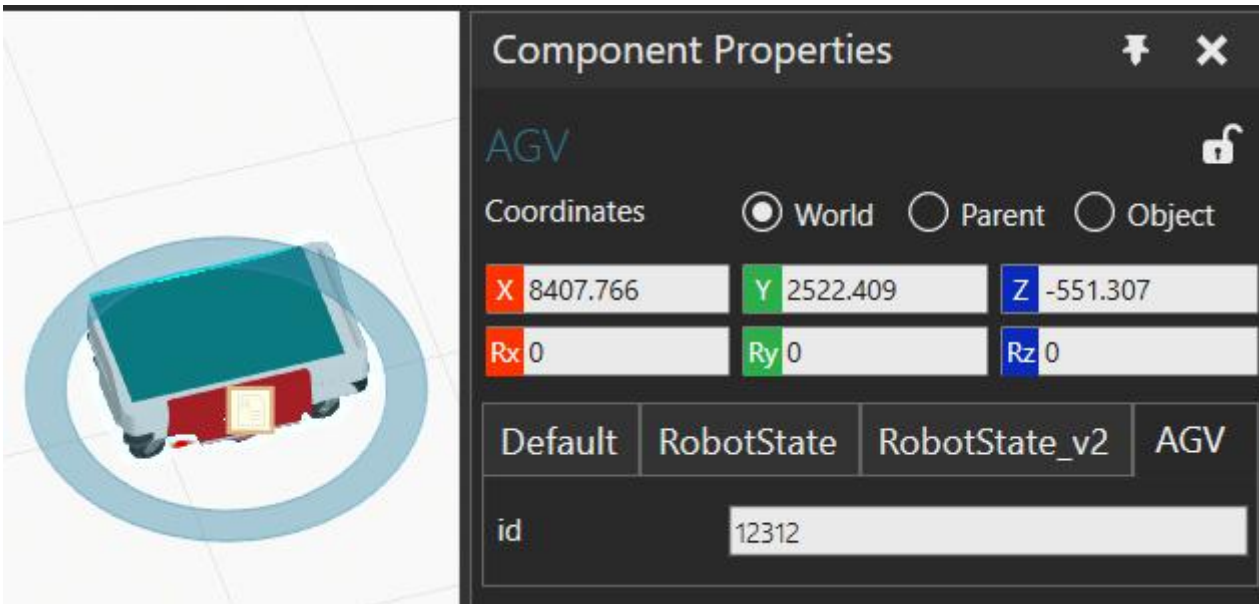 Component Properties
AGV
Coordinates World Parent Object
X 8407.766 Y 2522.409 Z -551.307
Rx 0 Ry 0 Rz 0
Default RobotState RobotState_v2 AGV
id 12312